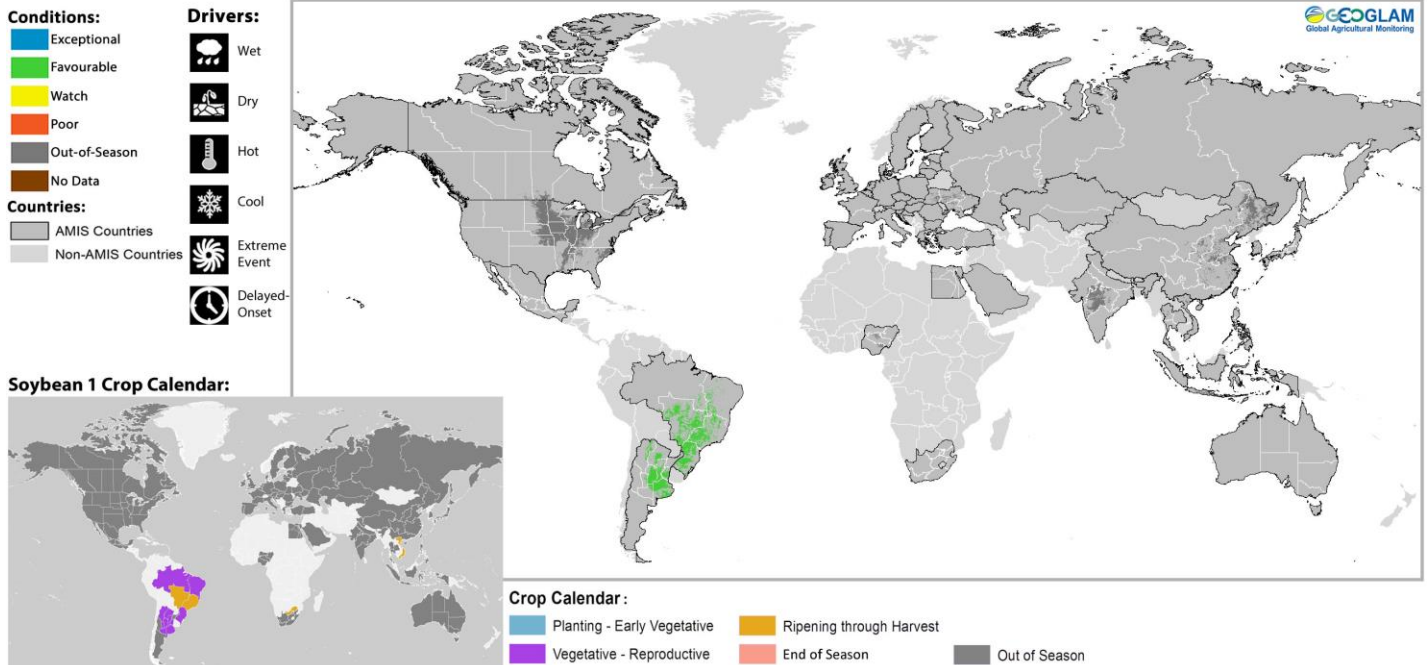 Conditions:
Exceptional
Favourable
Watch
Poor
Out-of-Season
No Data
Countries:
AMIS Countries
Non-AMIS Countries
Drivers:
Wet
Dry
Hot
Cool
Extreme
Event
Delayed-
Onset
GEOGLAM
Global Agricultural Monitoring
Soybean 1 Crop Calendar:
Crop Calendar :
Planting - Early Vegetative
Ripening through Harvest
Vegetative - Reproductive
End of Season
Out of Season